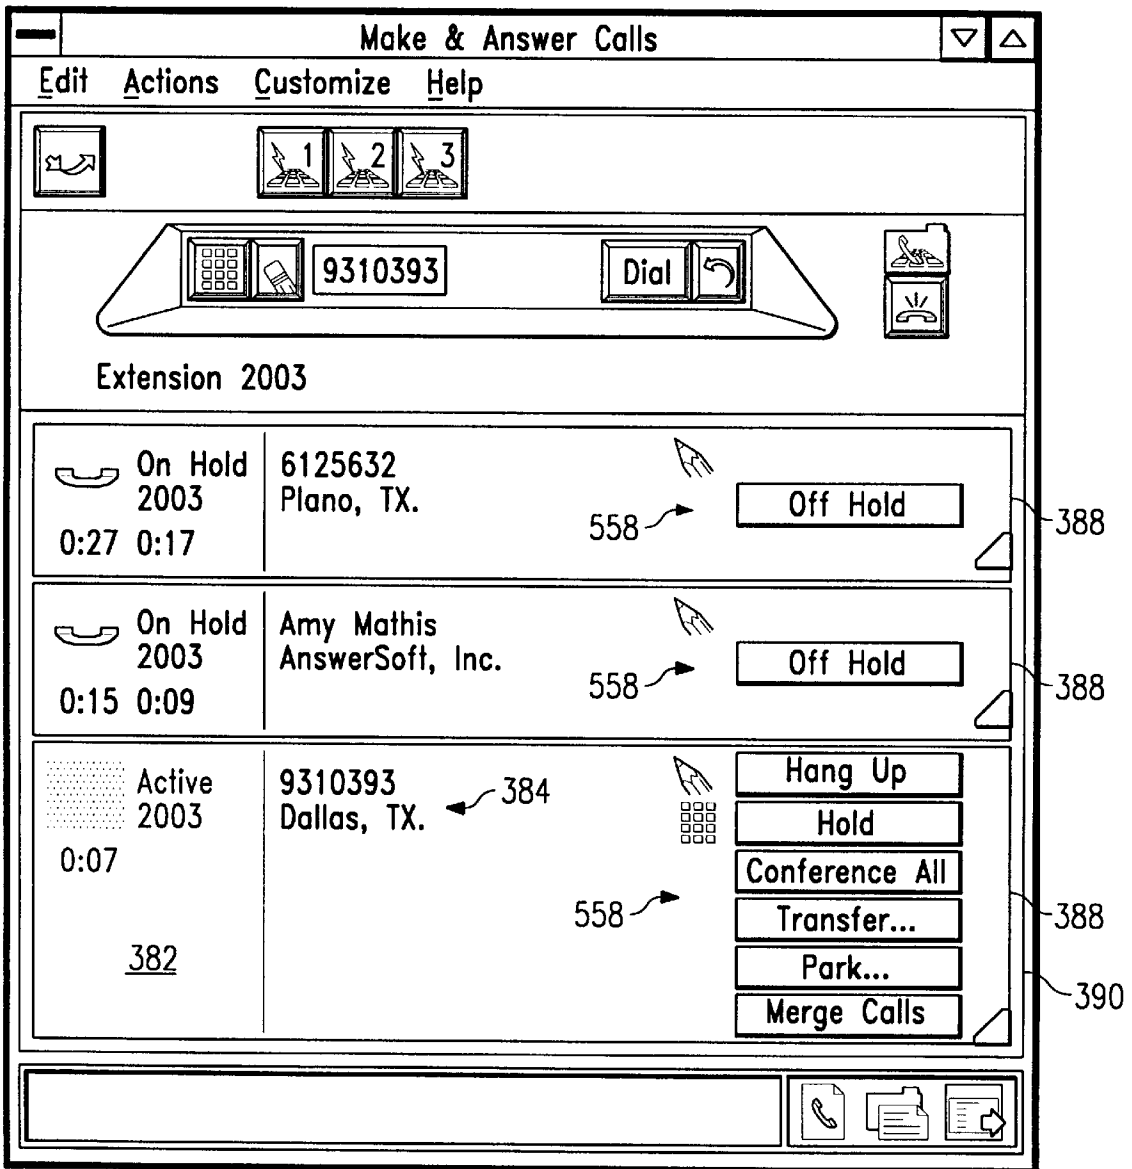 Make & Answer Calls
Edit Actions Customize Help
1 2 3
9310393 Dial
Extension 2003
On Hold 6125632
2003 Plano, TX.
558 Off Hold 388
0:27 0:17
On Hold Amy Mathis
2003 AnswerSoft, Inc.
558 Off Hold 388
0:15 0:09
Hang Up
Active 9310393 384
2003 Dallas, TX. Hold
0:07 Conference All
558 Transfer... 388
382 Park...
390
Merge Calls